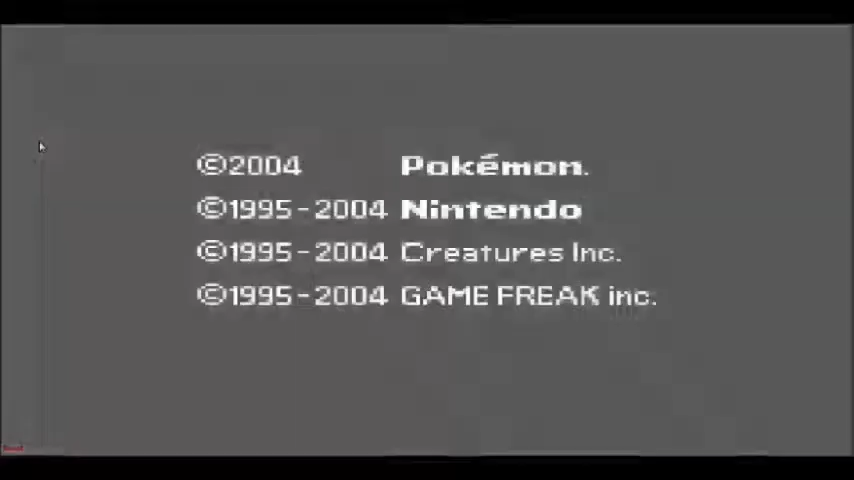 ©2004 Pokémon.
©1995-2004 Nintendo
©1995-2004 Creatures Inc.
©1995-2004 GAME FREAK inc.